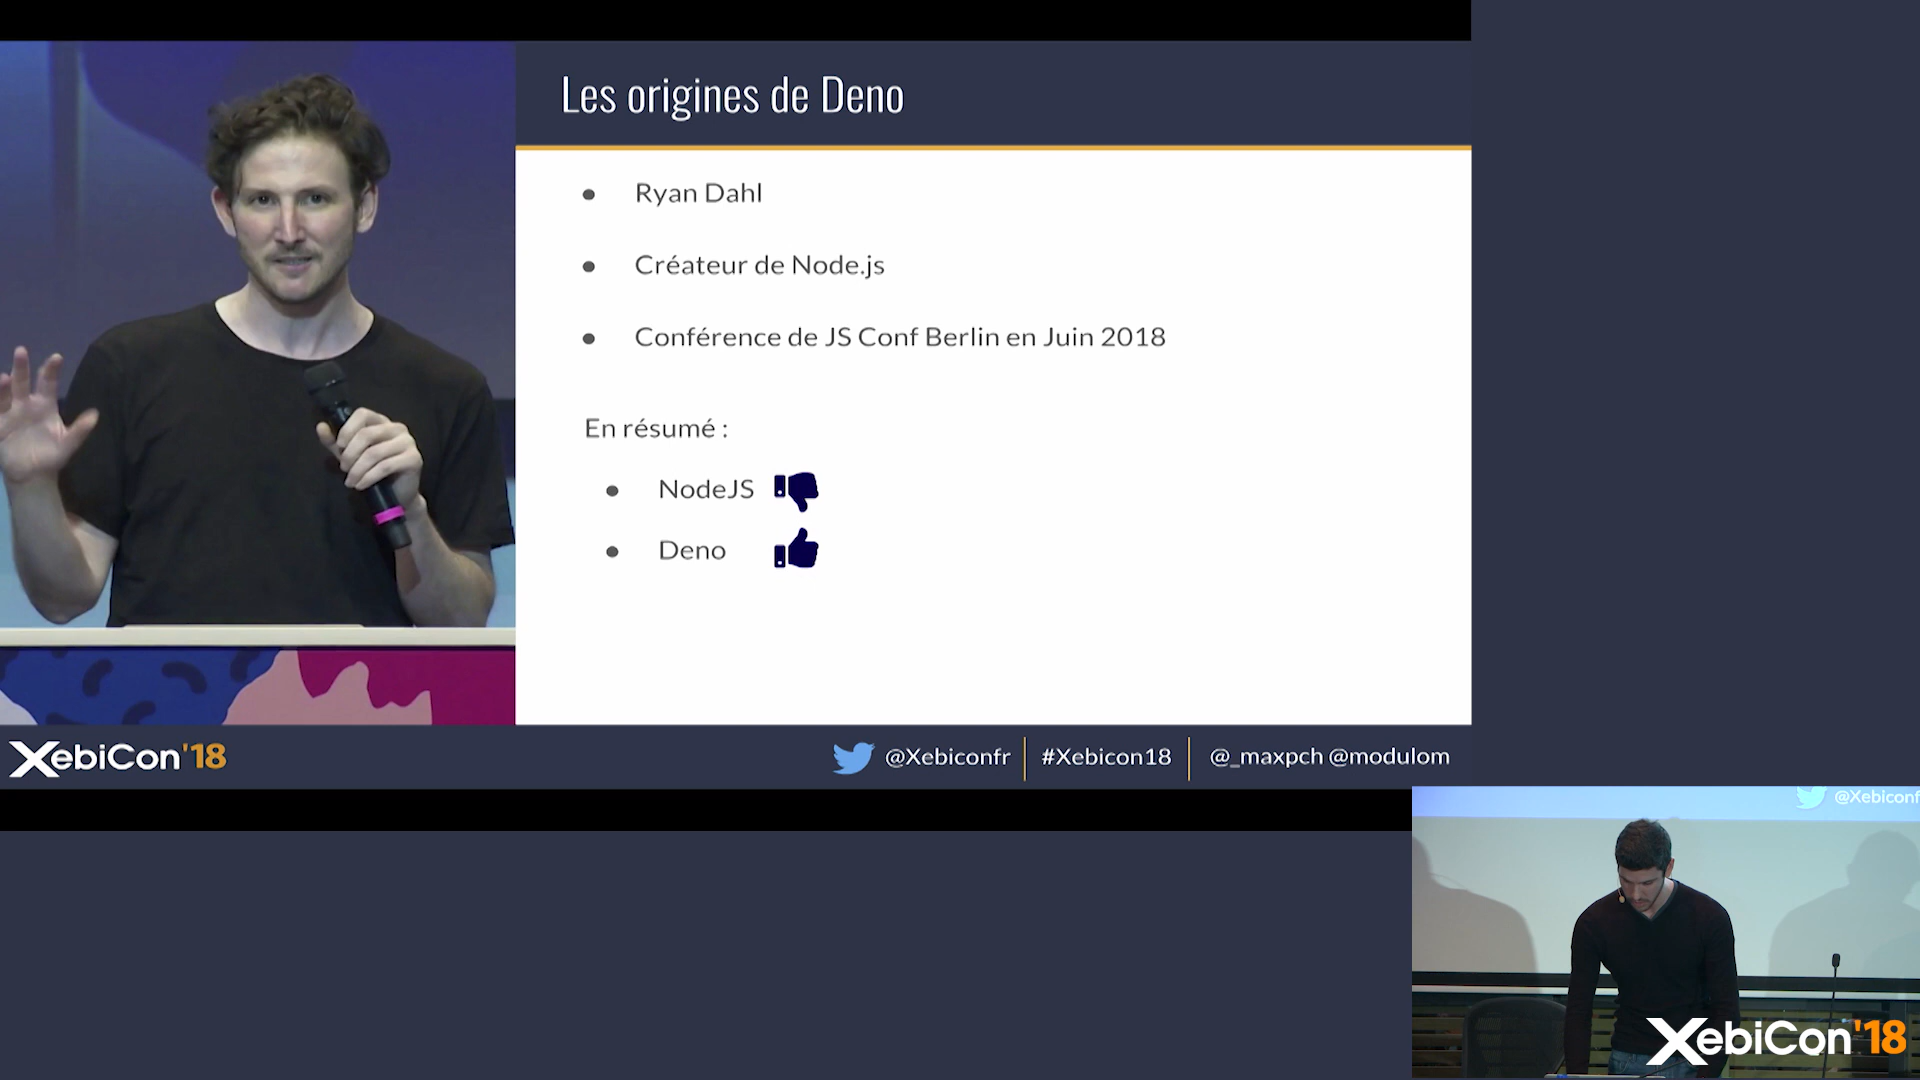 Les origines de Deno
Ryan Dahl
Créateur de Node.js
Conférence de JS Conf Berlin en Juin 2018
En résumé :
NodeJS
Deno
XebiCon'18
@Xebiconfr
#Xebicon18
@_maxpch @modulom
@Xebiconf
XebiCon'18